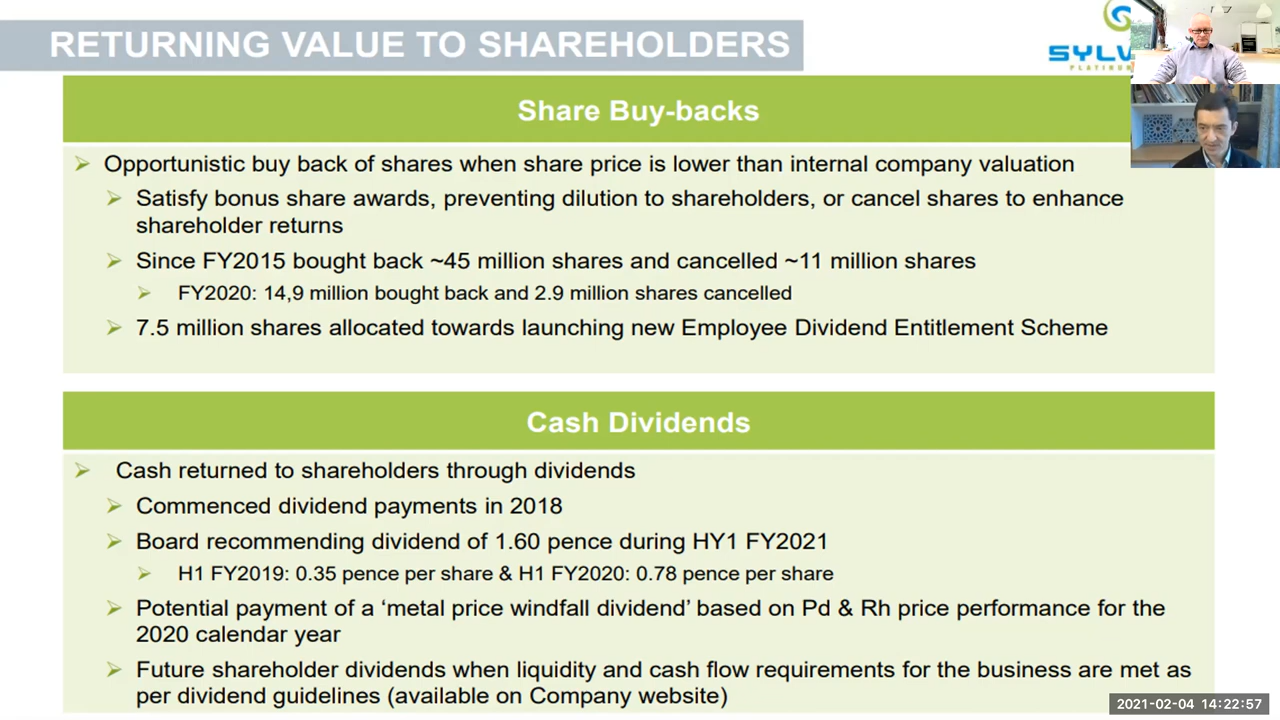 RETURNING VALUE TO SHAREHOLDERS
SYLV
PLATINUM
Share Buy-backs
Opportunistic buy back of shares when share price is lower than internal company valuation
Satisfy bonus share awards, preventing dilution to shareholders, or cancel shares to enhance
shareholder returns
Since FY2015 bought back ~45 million shares and cancelled ~11 million shares
FY2020: 14,9 million bought back and 2.9 million shares cancelled
7.5 million shares allocated towards launching new Employee Dividend Entitlement Scheme
Cash Dividends
Cash returned to shareholders through dividends
Commenced dividend payments in 2018
Board recommending dividend of 1.60 pence during HY1 FY2021
H1 FY2019: 0.35 pence per share & H1 FY2020: 0.78 pence per share
Potential payment of a ‘metal price windfall dividend’ based on Pd & Rh price performance for the
2020 calendar year
Future shareholder dividends when liquidity and cash flow requirements for the business are met as
per dividend guidelines (available on Company website)
2021-02-04 14:22:57